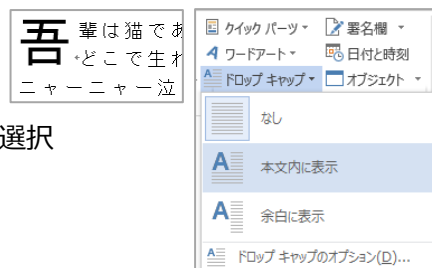 吾輩は猫であ
どこで生れ
ニャーニャー泣
選択
クイック パーツ
署名欄
ワードアート
日付と時刻
ドロップ キャップ
オブジェクト
なし
本文内に表示
余白に表示
ドロップ キャップのオプション(D)...